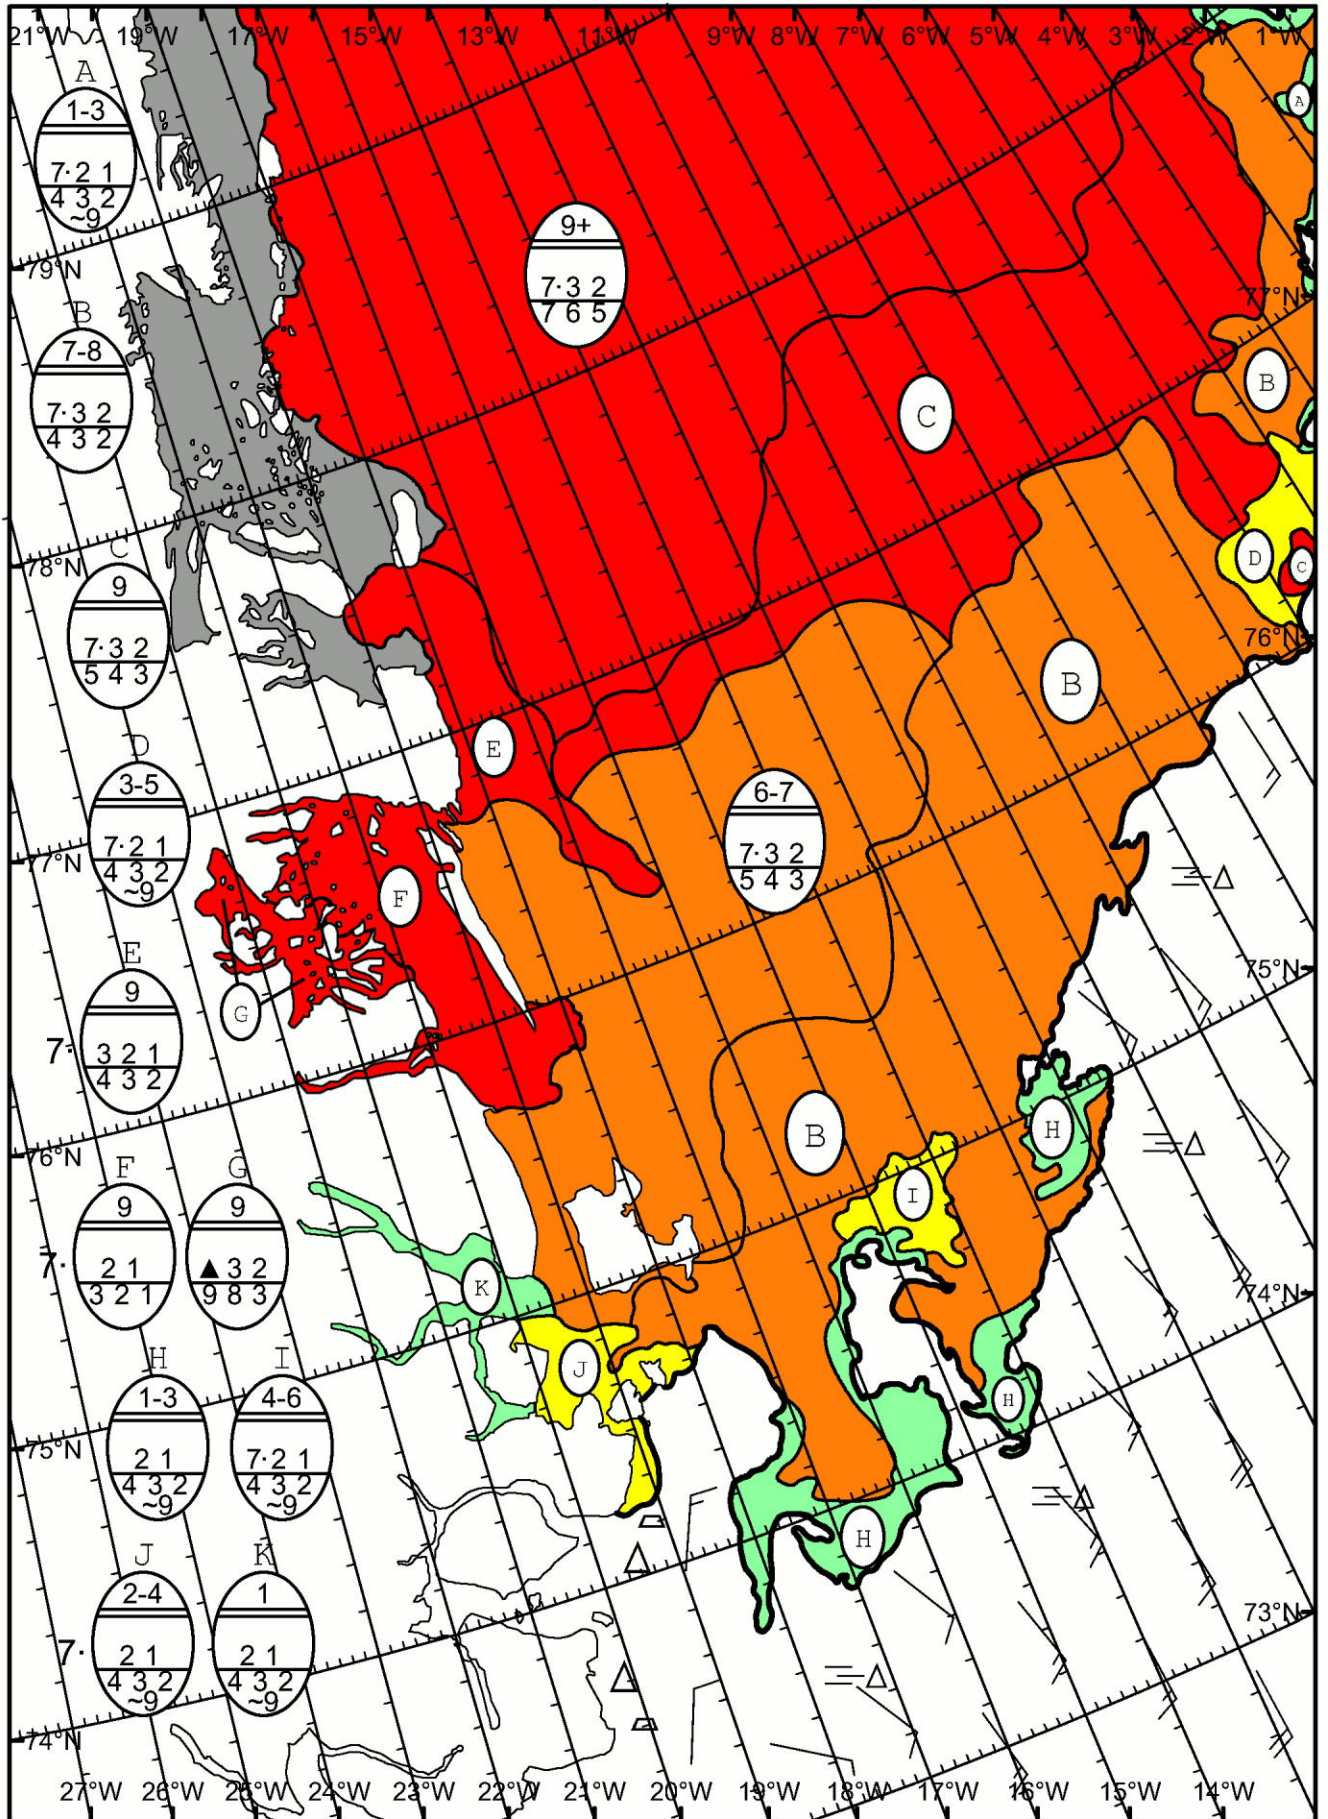 21°W 19°W 17°W 15°W 13°W 11°W 9°W 8°W 7°W 6°W 5°W 4°W 3°W 2°W 1°W
A
1-3
7· 2 1
4 3 2
~9
A
9+
7· 3 2
7 6 5
79°N
77°N
B
7-8
7· 3 2
4 3 2
B
C
78°N
C
9
7· 3 2
5 4 3
D
C
76°N
B
E
D
3-5
7· 2 1
4 3 2
~9
6-7
7· 3 2
5 4 3
77°N
F
75°N
E
9
7· 3 2 1
4 3 2
G
B
H
76°N
F
9
7· 2 1
3 2 1
G
9
▲ 3 2
9 8 3
I
K
74°N
J
H
1-3
2 1
4 3 2
~9
I
4-6
7· 2 1
4 3 2
~9
H
75°N
H
J
2-4
7· 2 1
4 3 2
~9
K
1
2 1
4 3 2
~9
73°N
74°N
27°W 26°W 25°W 24°W 23°W 22°W 21°W 20°W 18°W 17°W 16°W 15°W 14°W